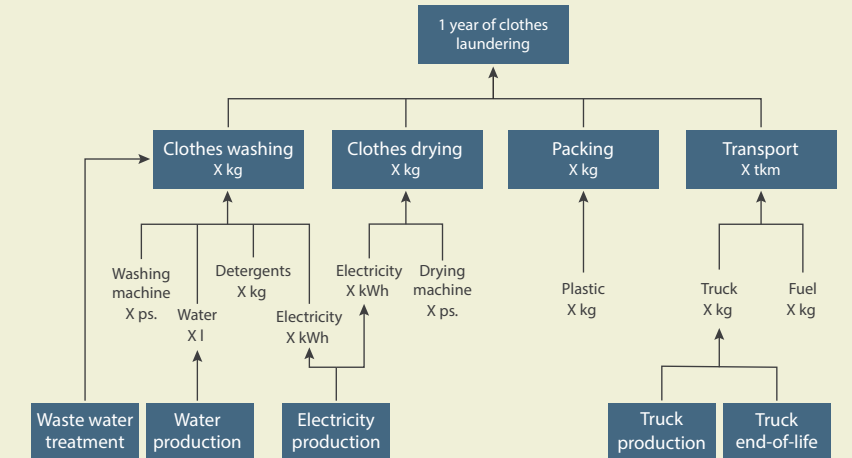 1 year of clothes
laundering
Clothes washing
X kg
Clothes drying
X kg
Packing
X kg
Transport
X tkm
Washing
machine
X ps.
Water
X l
Detergents
X kg
Electricity
X kWh
Electricity
X kWh
Drying
machine
X ps.
Plastic
X kg
Truck
X kg
Fuel
X kg
Waste water
treatment
Water
production
Electricity
production
Truck
production
Truck
end-of-life